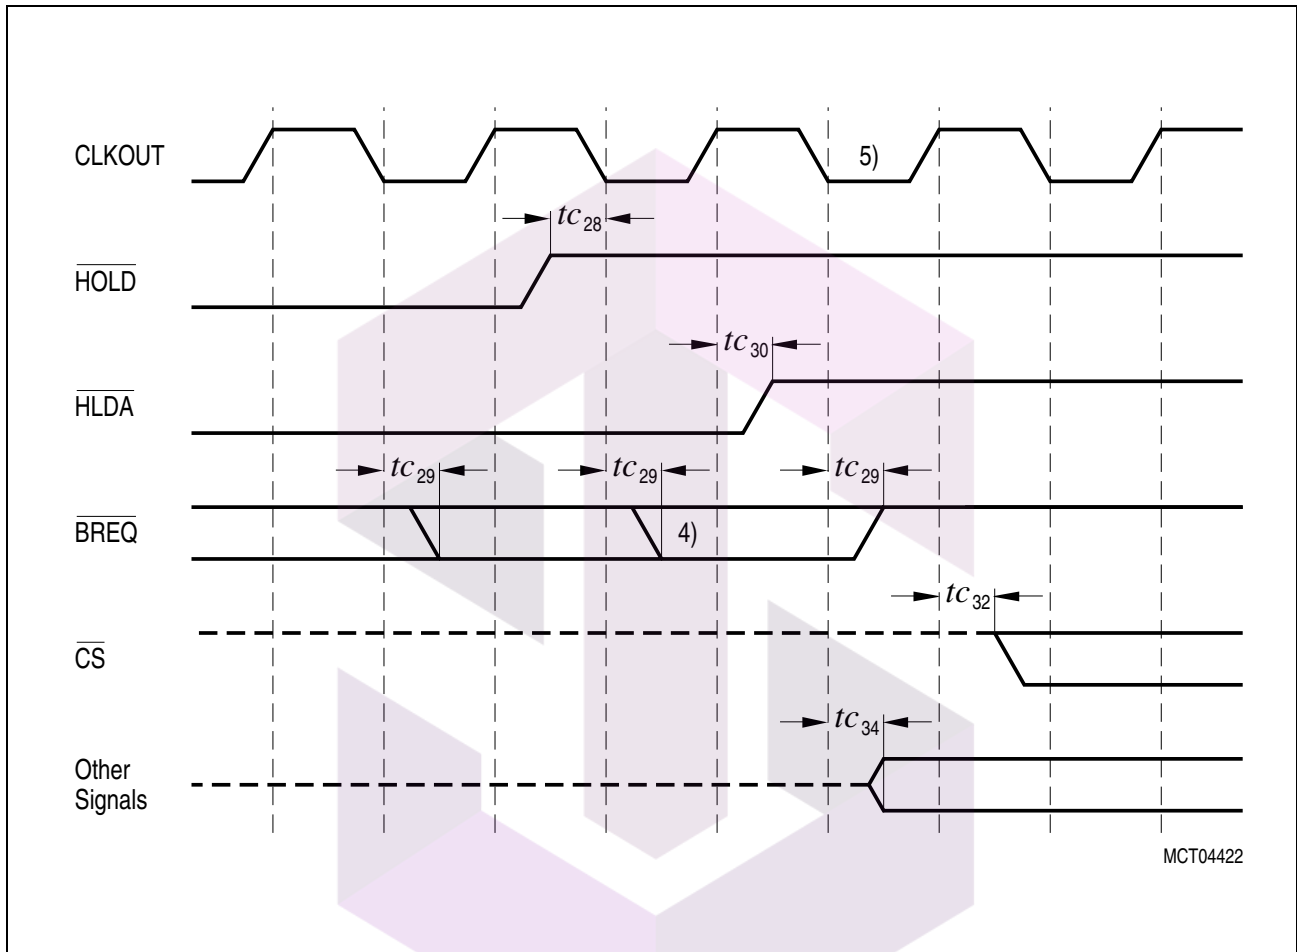 CLKOUT
5)
tc28
HOLD
tc30
HLDA
tc29 tc29 tc29
BREQ
4)
tc32
CS
tc34
Other
Signals
MCT04422